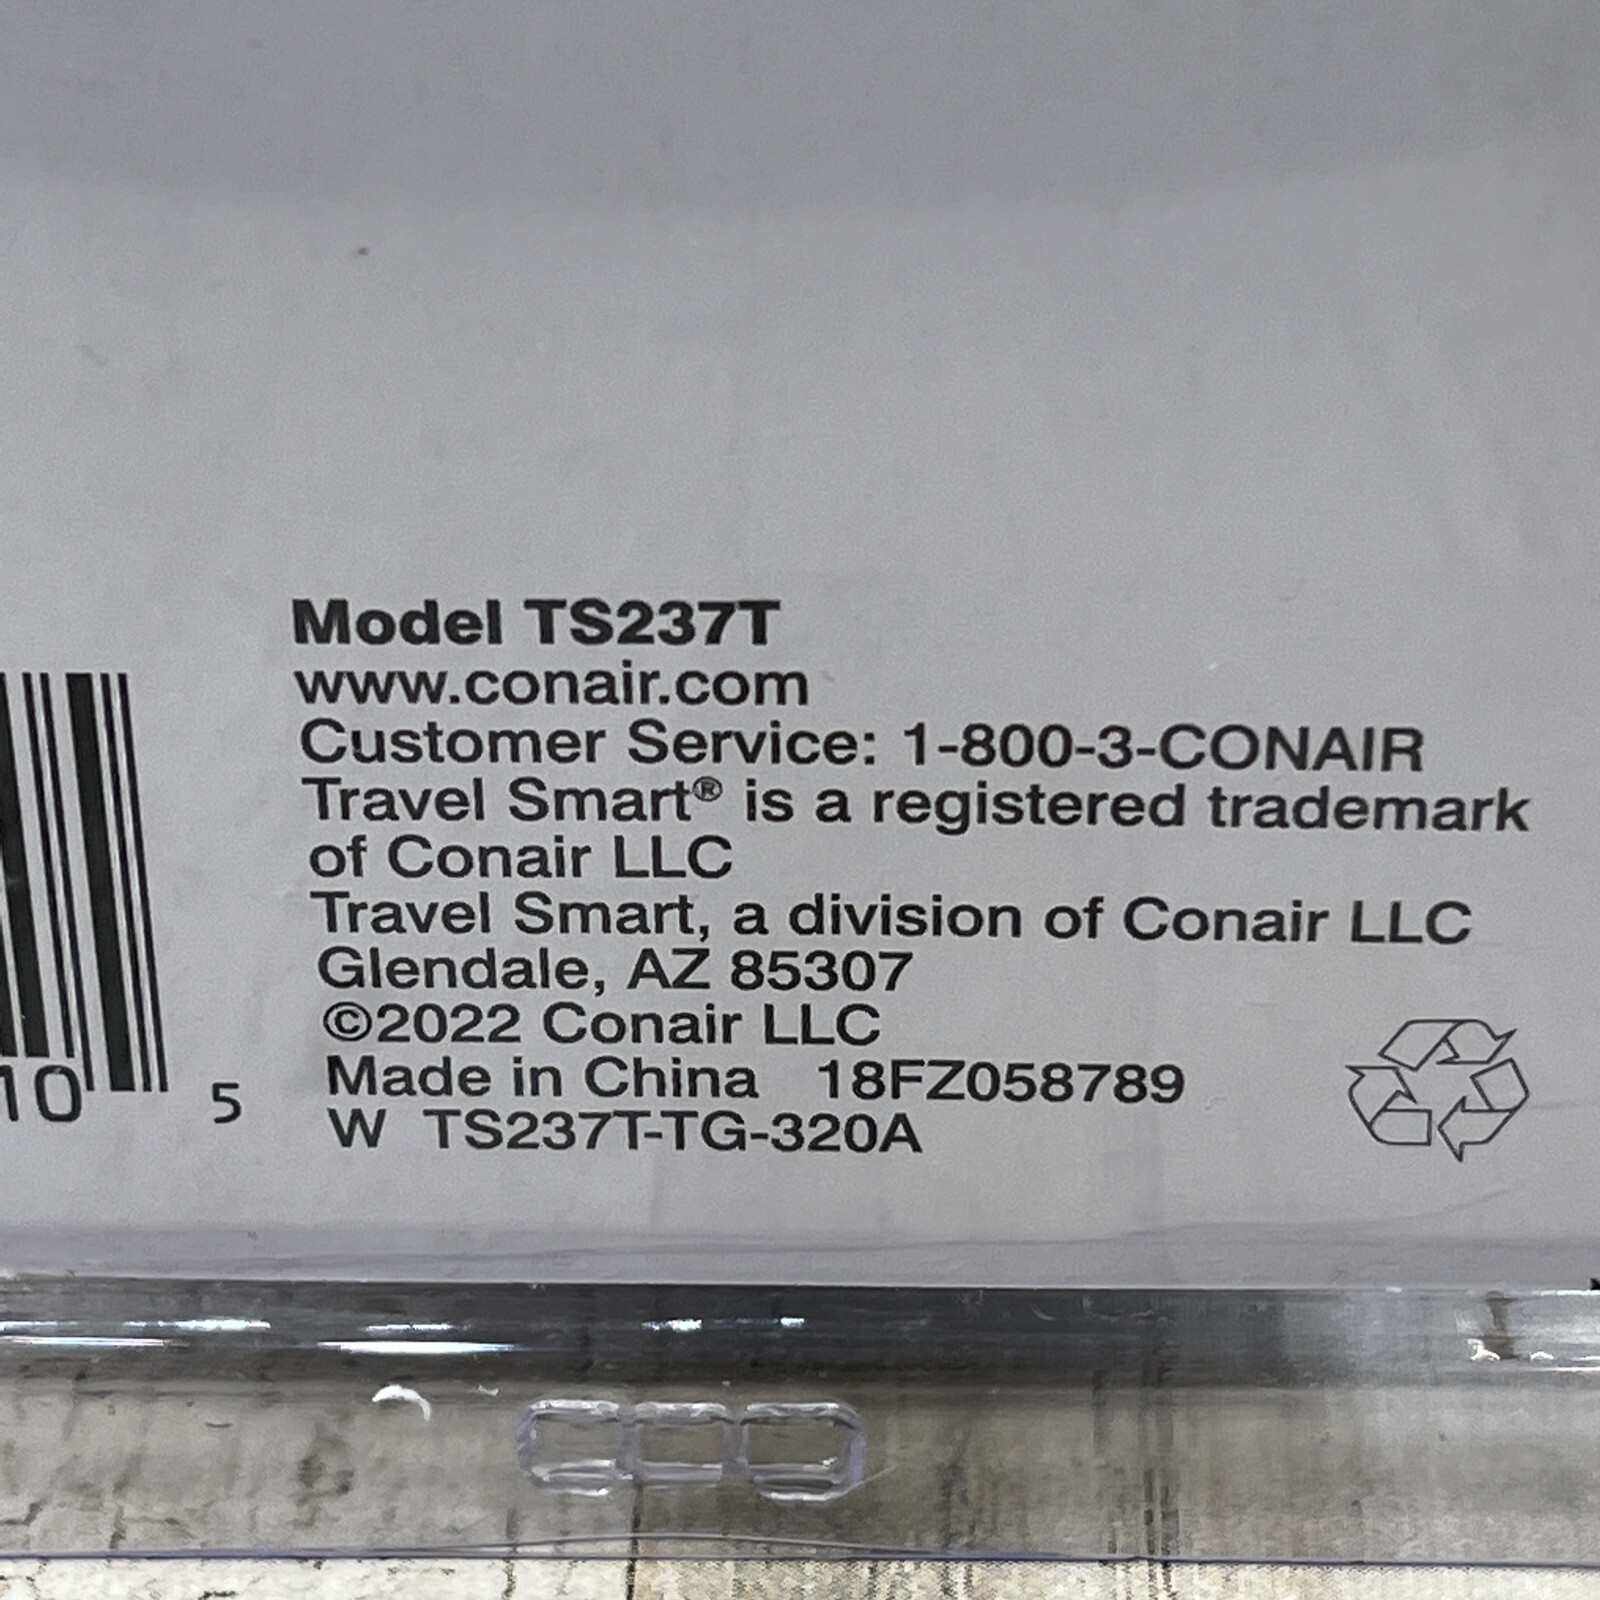 Model TS237T
www.conair.com
Customer Service: 1-800-3-CONAIR
Travel Smart® is a registered trademark
of Conair LLC
Travel Smart, a division of Conair LLC
Glendale, AZ 85307
©2022 Conair LLC
Made in China 18FZ058789
W TS237T-TG-320A
10 5